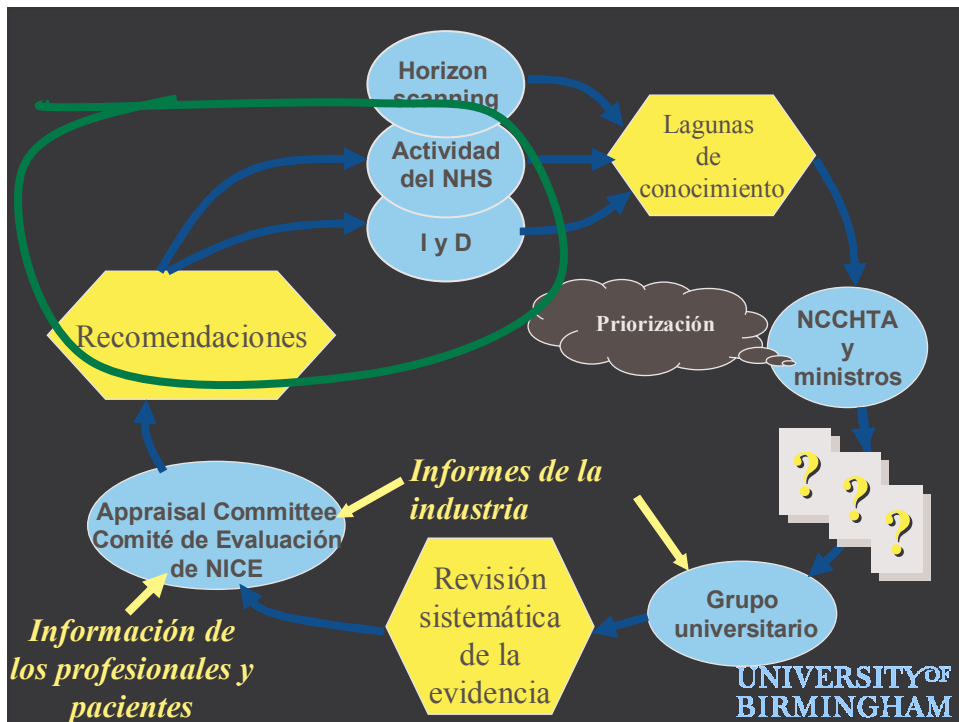 Horizon
scanning
Actividad
del NHS
I y D
Lagunas
de
conocimiento
Recomendaciones
Priorización
NCCHTA
y
ministros
?
?
?
Informes de la
industria
Appraisal Committee
Comité de Evaluación
de NICE
Revisión
sistemática
de la
evidencia
Grupo
universitario
Información de
los profesionales y
pacientes
UNIVERSITY OF
BIRMINGHAM